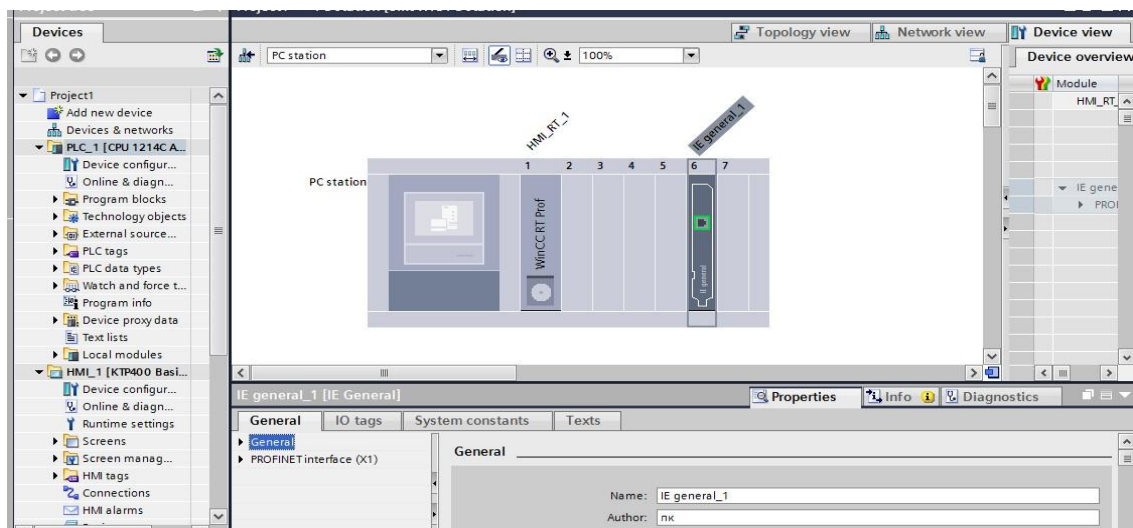 Devices
Topology view
Network view
Device view
PC station
100%
Device overview
Module
HMI_RT_
Project1
Add new device
Devices & networks
PLC_1 [CPU 1214C A...
Device configur...
Online & diagn...
Program blocks
Technology objects
External source...
PLC tags
PLC data types
Watch and force t...
Program info
Device proxy data
Text lists
Local modules
HMI_1 [KTP400 Basi...
Device configur...
Online & diagn...
Runtime settings
Screens
Screen manag...
HMI tags
Connections
HMI alarms
HMI_RT_1
IE general_1
1 2 3 4 5 6 7
PC station
WinCC RT Prof
IE general
IE gene
PROI
IE general_1 [IE General]
Properties
Info
Diagnostics
General
IO tags
System constants
Texts
General
PROFINET interface (X1)
General
Name: IE general_1
Author: пк